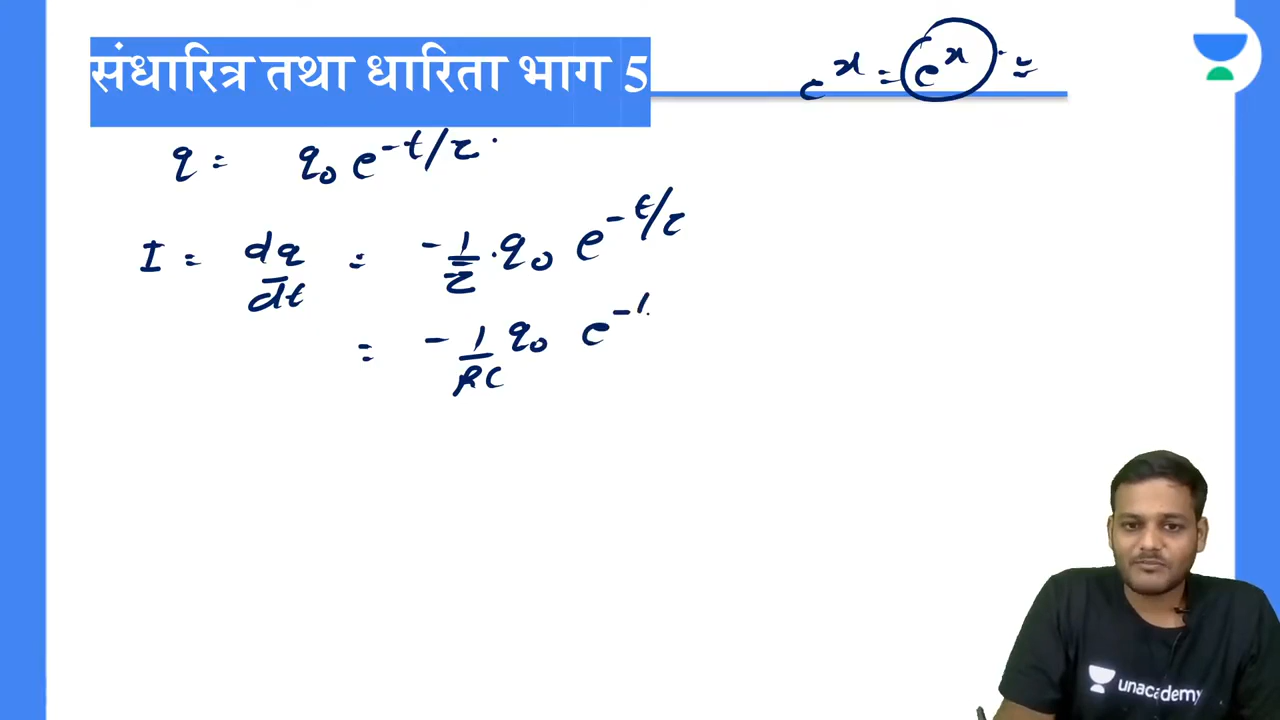 संधारित्र तथा धारिता भाग 5
e^x = e^x ≈
q = q₀ e^{-t/τ}
I = dq/dt = -1/τ · q₀ e^{-t/τ}
= -1/RC q₀ e^{-
unacademy